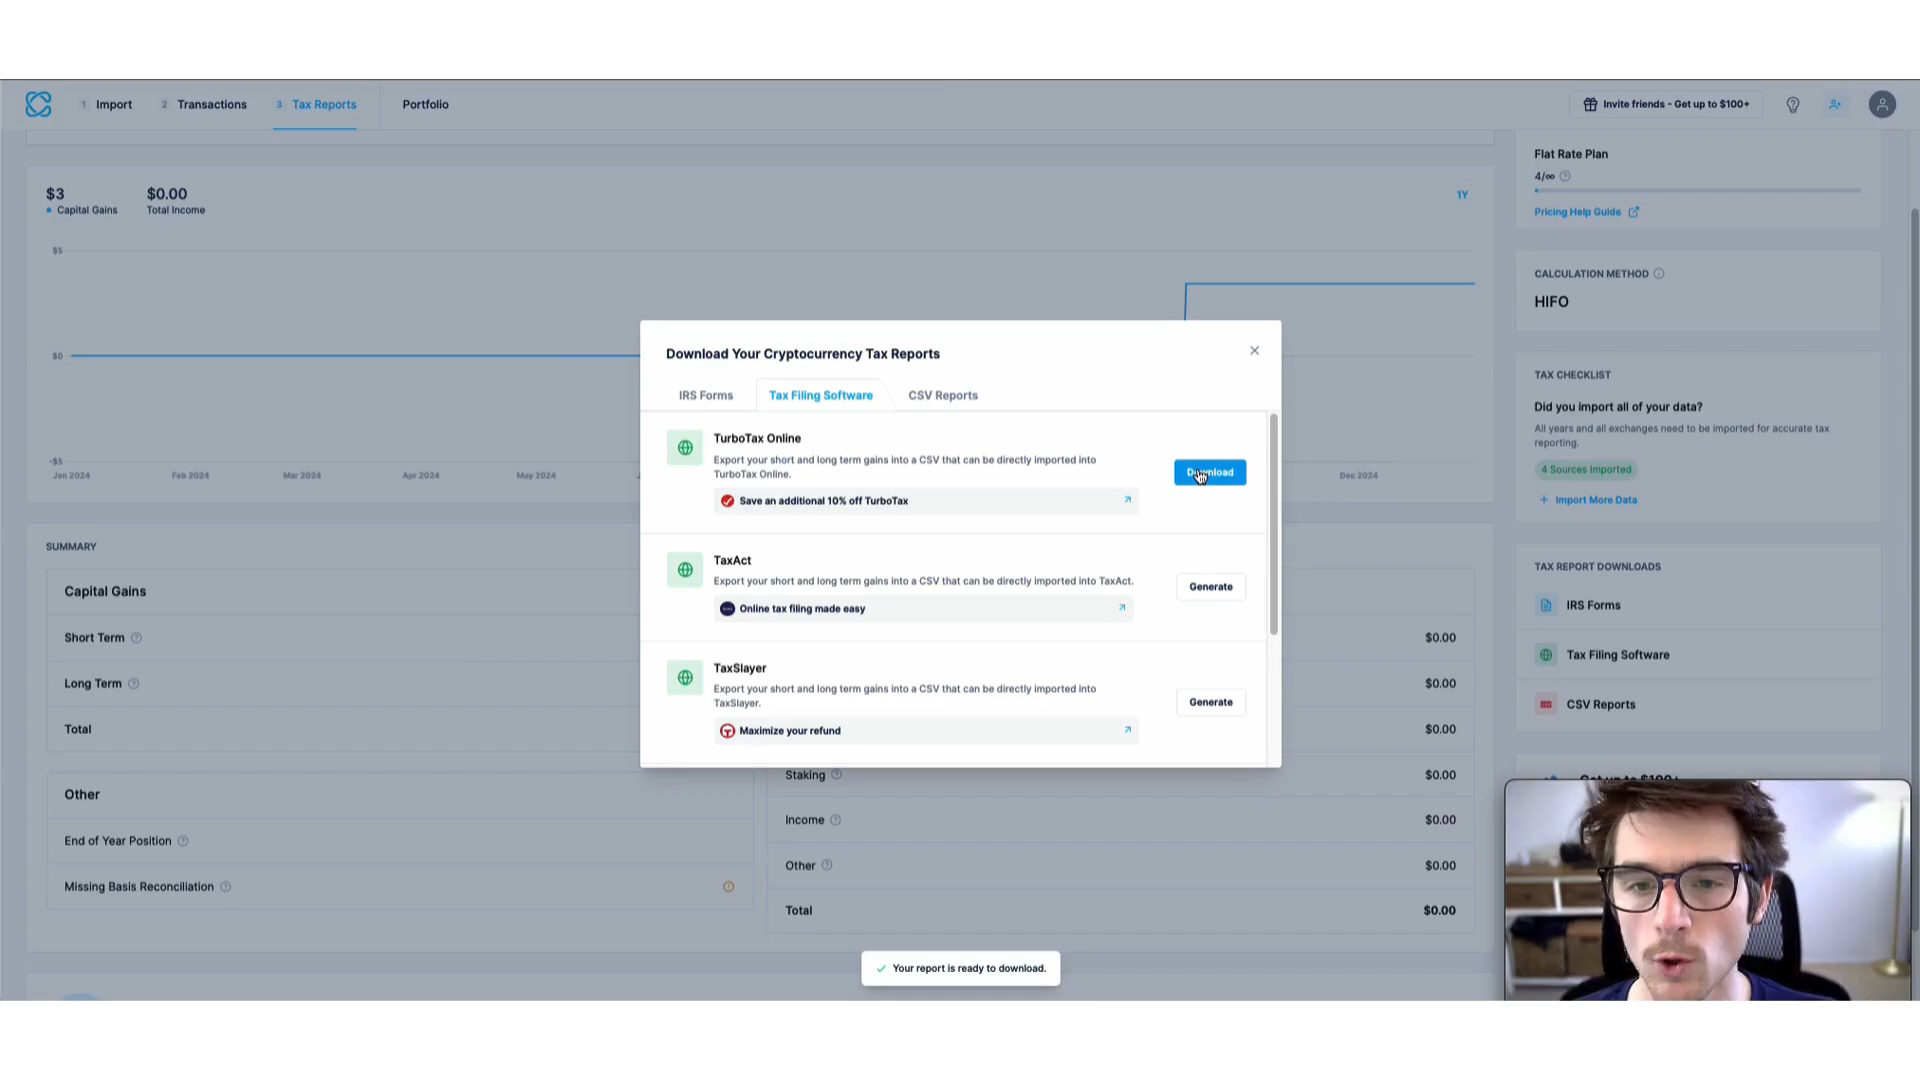 1 Import
2 Transactions
3 Tax Reports
Portfolio
Invite friends - Get up to $100+
$3
Capital Gains
$0.00
Total Income
1Y
$5
$0
-$5
Jan 2024
Feb 2024
Mar 2024
Apr 2024
May 2024
Dec 2024
Flat Rate Plan
4/∞
Pricing Help Guide
CALCULATION METHOD
HIFO
TAX CHECKLIST
Did you import all of your data?
All years and all exchanges need to be imported for accurate tax
reporting.
4 Sources Imported
+ Import More Data
TAX REPORT DOWNLOADS
IRS Forms
Tax Filing Software
CSV Reports
Download Your Cryptocurrency Tax Reports
IRS Forms
Tax Filing Software
CSV Reports
TurboTax Online
Export your short and long term gains into a CSV that can be directly imported into
TurboTax Online.
Save an additional 10% off TurboTax
Download
TaxAct
Export your short and long term gains into a CSV that can be directly imported into TaxAct.
Online tax filing made easy
Generate
TaxSlayer
Export your short and long term gains into a CSV that can be directly imported into
TaxSlayer.
Maximize your refund
Generate
SUMMARY
Capital Gains
Short Term
Long Term
Total
Other
End of Year Position
Missing Basis Reconciliation
$0.00
$0.00
$0.00
Staking
$0.00
Income
$0.00
Other
$0.00
Total
$0.00
Get up to $100+
Your report is ready to download.